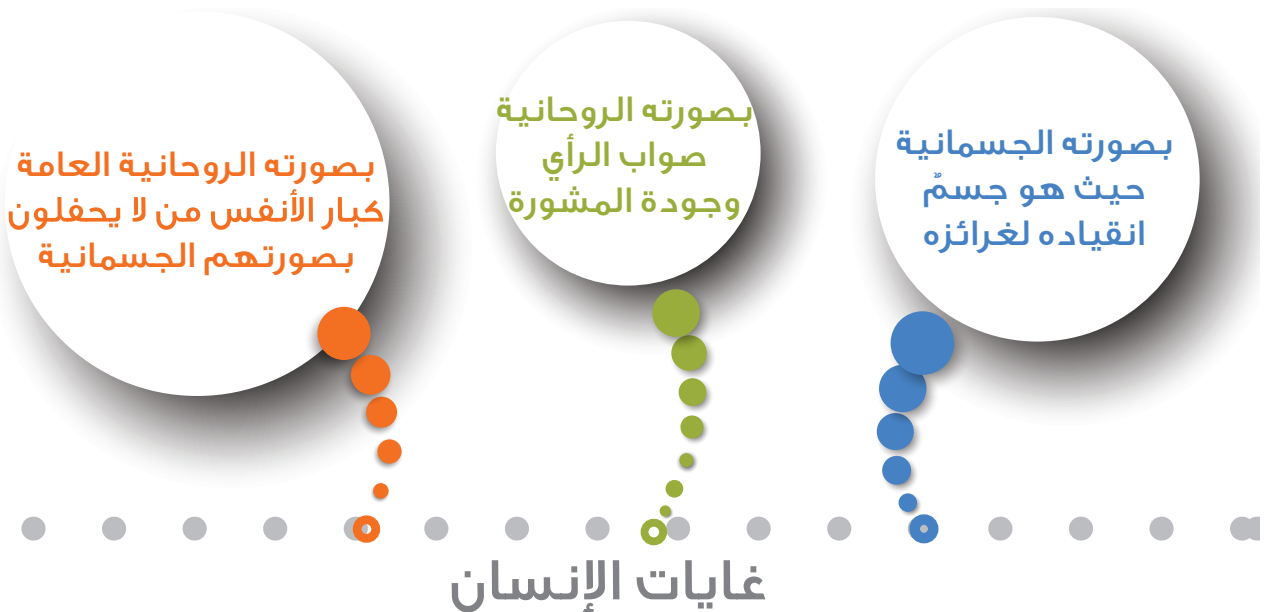 بصورته الجسمانية
حيث هو جسمٌ
انقياده لغرائزه
بصورته الروحانية
صواب الرأي
وجودة المشورة
بصورته الروحانية العامة
كبار الأنفس من لا يحفلون
بصورتهم الجسمانية
غايات الإنسان